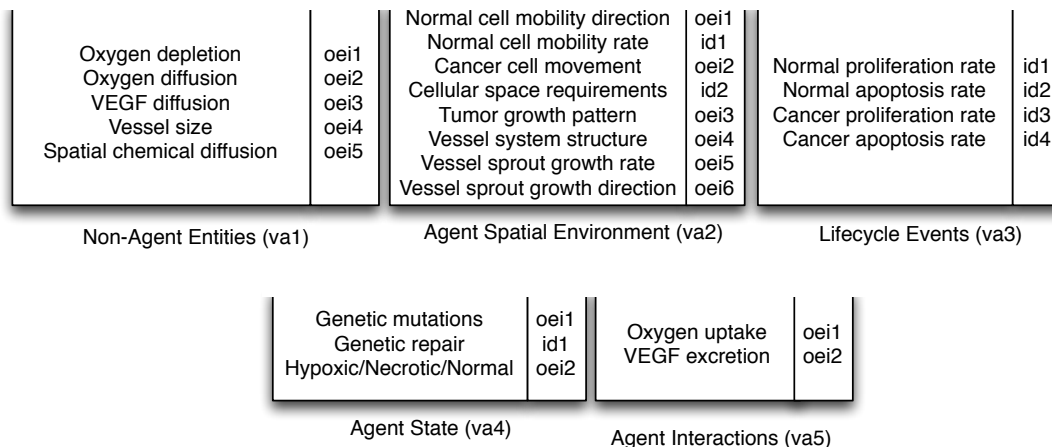 Oxygen depletion oei1
Oxygen diffusion oei2
VEGF diffusion oei3
Vessel size oei4
Spatial chemical diffusion oei5
Non-Agent Entities (va1)
Normal cell mobility direction oei1
Normal cell mobility rate id1
Cancer cell movement oei2
Cellular space requirements id2
Tumor growth pattern oei3
Vessel system structure oei4
Vessel sprout growth rate oei5
Vessel sprout growth direction oei6
Agent Spatial Environment (va2)
Normal proliferation rate id1
Normal apoptosis rate id2
Cancer proliferation rate id3
Cancer apoptosis rate id4
Lifecycle Events (va3)
Genetic mutations oei1
Genetic repair id1
Hypoxic/Necrotic/Normal oei2
Agent State (va4)
Oxygen uptake oei1
VEGF excretion oei2
Agent Interactions (va5)